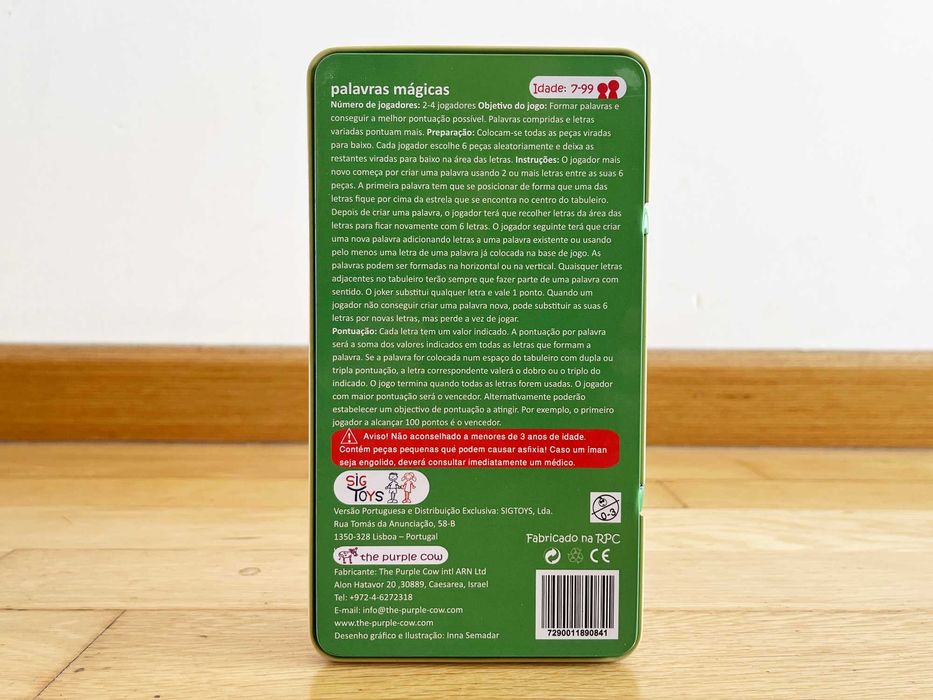 palavras mágicas
Idade: 7-99
Número de jogadores: 2-4 jogadores Objetivo do jogo: Formar palavras e
conseguir a melhor pontuação possível. Palavras compridas e letras
variadas pontuam mais. Preparação: Colocam-se todas as peças viradas
para baixo. Cada jogador escolhe 6 peças aleatoriamente e deixa as
restantes viradas para baixo na área das letras. Instruções: O jogador mais
novo começa por criar uma palavra usando 2 ou mais letras entre as suas 6
peças. A primeira palavra tem que se posicionar de forma que uma das
letras fique por cima da estrela que se encontra no centro do tabuleiro.
Depois de criar uma palavra, o jogador terá que recolher letras da área das
letras para ficar novamente com 6 letras. O jogador seguinte terá que criar
uma nova palavra adicionando letras a uma palavra existente ou usando
pelo menos uma letra de uma palavra já colocada na base de jogo. As
palavras podem ser formadas na horizontal ou na vertical. Quaisquer letras
adjacentes no tabuleiro terão sempre que fazer parte de uma palavra com
sentido. O joker substitui qualquer letra e vale 1 ponto. Quando um
jogador não conseguir criar uma palavra nova, pode substituir as suas 6
letras por novas letras, mas perde a vez de jogar.
Pontuação: Cada letra tem um valor indicado. A pontuação por palavra
será a soma dos valores indicados em todas as letras que formam a
palavra. Se a palavra for colocada num espaço do tabuleiro com dupla ou
tripla pontuação, a letra correspondente valerá o dobro ou o triplo do
indicado. O jogo termina quando todas as letras forem usadas. O jogador
com maior pontuação será o vencedor. Alternativamente poderão
estabelecer um objectivo de pontuação a atingir. Por exemplo, o primeiro
jogador a alcançar 100 pontos é o vencedor.
Aviso! Não aconselhado a menores de 3 anos de idade.
Contém peças pequenas que podem causar asfixia! Caso um íman
seja engolido, deverá consultar imediatamente um médico.
SIG
TOYS
0-3
Versão Portuguesa e Distribuição Exclusiva: SIGTOYS, Lda.
Rua Tomás da Anunciação, 58-B
1350-328 Lisboa – Portugal
Fabricado na RPC
the purple cow
CE
Fabricante: The Purple Cow intl ARN Ltd
Alon Hatavor 20 ,30889, Caesarea, Israel
Tel: +972-4-6272318
E-mail: info@the-purple-cow.com
www.the-purple-cow.com
Desenho gráfico e Ilustração: Inna Semadar
7290011890841